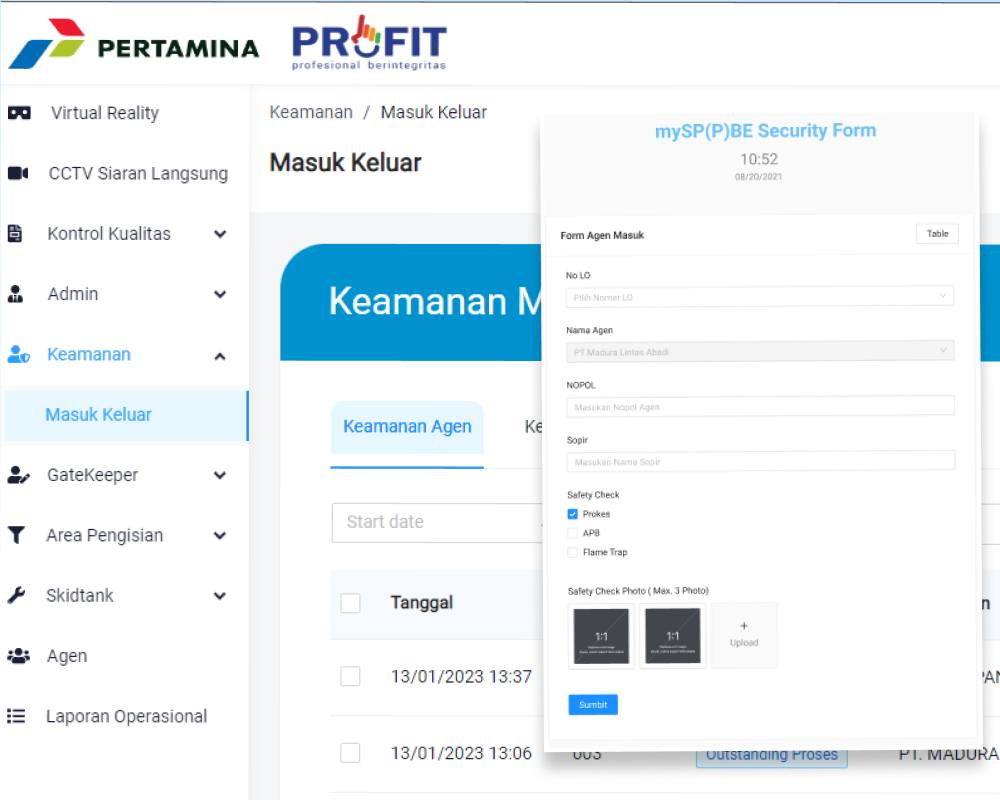 PERTAMINA
PROFIT
profesional berintegritas
Virtual Reality
CCTV Siaran Langsung
Kontrol Kualitas
Admin
Keamanan
Masuk Keluar
GateKeeper
Area Pengisian
Skidtank
Agen
Laporan Operasional
Keamanan / Masuk Keluar
Masuk Keluar
Keamanan M
Keamanan Agen
Ke
Start date
Tanggal
n
13/01/2023 13:37
PAN
13/01/2023 13:06 003 Outstanding Proses PT. MADURA
mySP(P)BE Security Form
10:52
08/20/2021
Form Agen Masuk
Table
No LO
Pilih Nomer LO
Nama Agen
PT Madura Lintas Abadi
NOPOL
Masukan Nopol Agen
Sopir
Masukan Nama Sopir
Safety Check
Prokes
APB
Flame Trap
Safety Check Photo ( Max. 3 Photo)
1:1
1:1
+
Upload
Sumbit